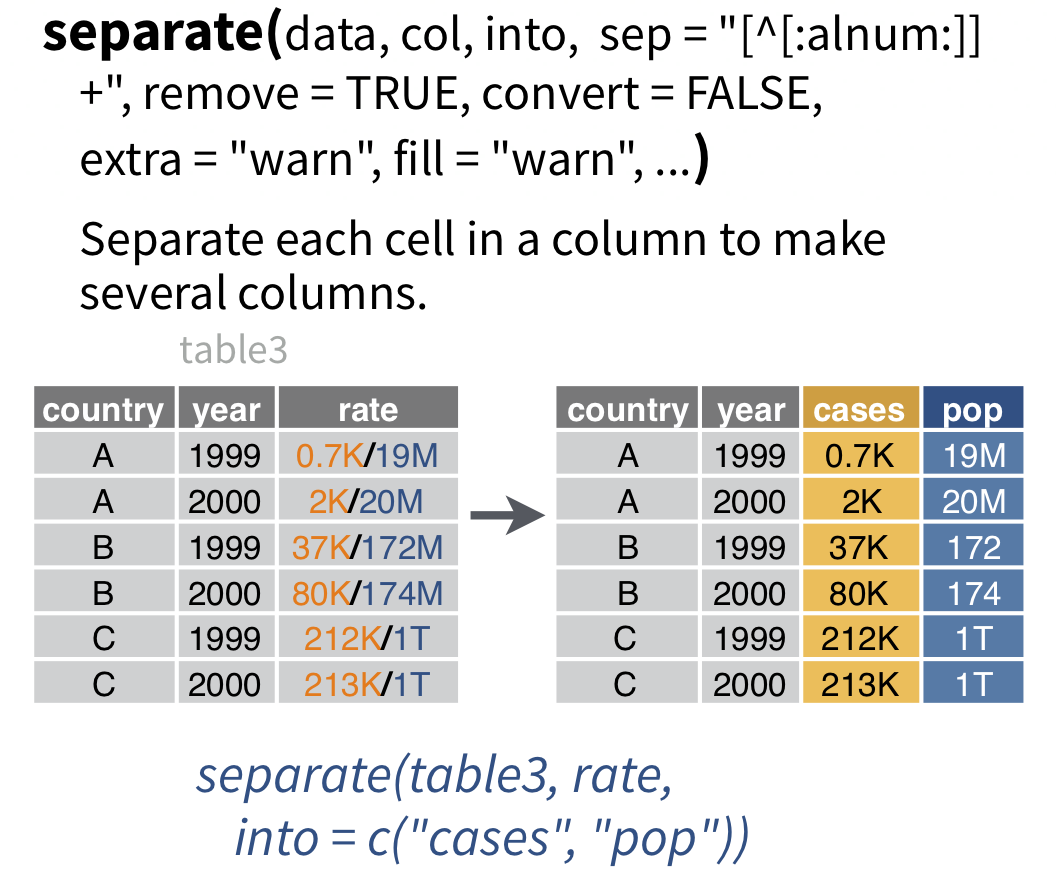 separate(data, col, into, sep = "[^[:alnum:]]
+", remove = TRUE, convert = FALSE,
extra = "warn", fill = "warn", ...)
Separate each cell in a column to make
several columns.
table3
country year rate
A 1999 0.7K/19M
A 2000 2K/20M
B 1999 37K/172M
B 2000 80K/174M
C 1999 212K/1T
C 2000 213K/1T
country year cases pop
A 1999 0.7K 19M
A 2000 2K 20M
B 1999 37K 172
B 2000 80K 174
C 1999 212K 1T
C 2000 213K 1T
separate(table3, rate,
into = c("cases", "pop"))